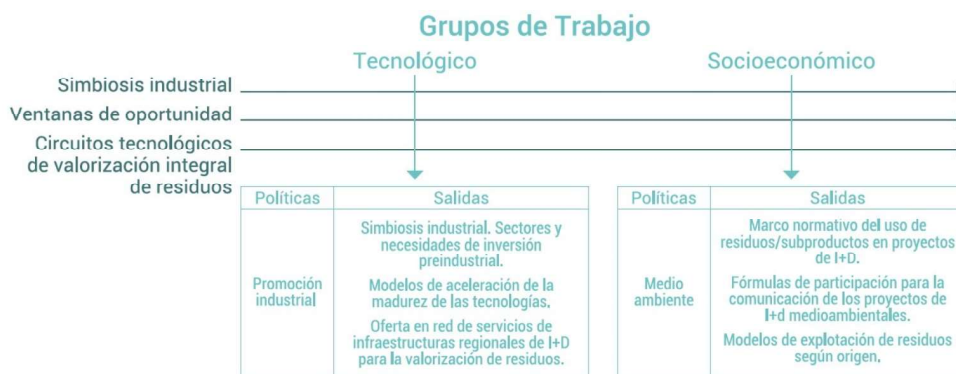 Grupos de Trabajo
Tecnológico
Socioeconómico
Simbiosis industrial
Ventanas de oportunidad
Circuitos tecnológicos
de valorización integral
de residuos
Políticas
Salidas
Promoción
industrial
Simbiosis industrial. Sectores y
necesidades de inversión
preindustrial.
Modelos de aceleración de la
madurez de las tecnologías.
Oferta en red de servicios de
infraestructuras regionales de I+D
para la valorización de residuos.
Políticas
Salidas
Medio
ambiente
Marco normativo del uso de
residuos/subproductos en proyectos
de I+D.
Fórmulas de participación para la
comunicación de los proyectos de
I+d medioambientales.
Modelos de explotación de residuos
según origen.